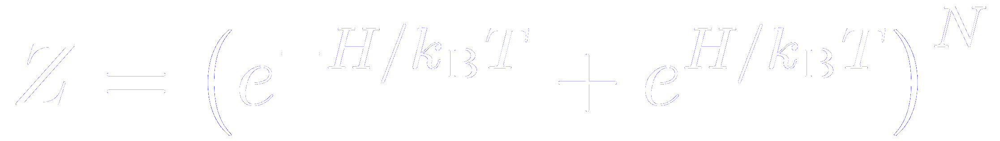 Z = (e^{-H/k_B T} + e^{H/k_B T})^N